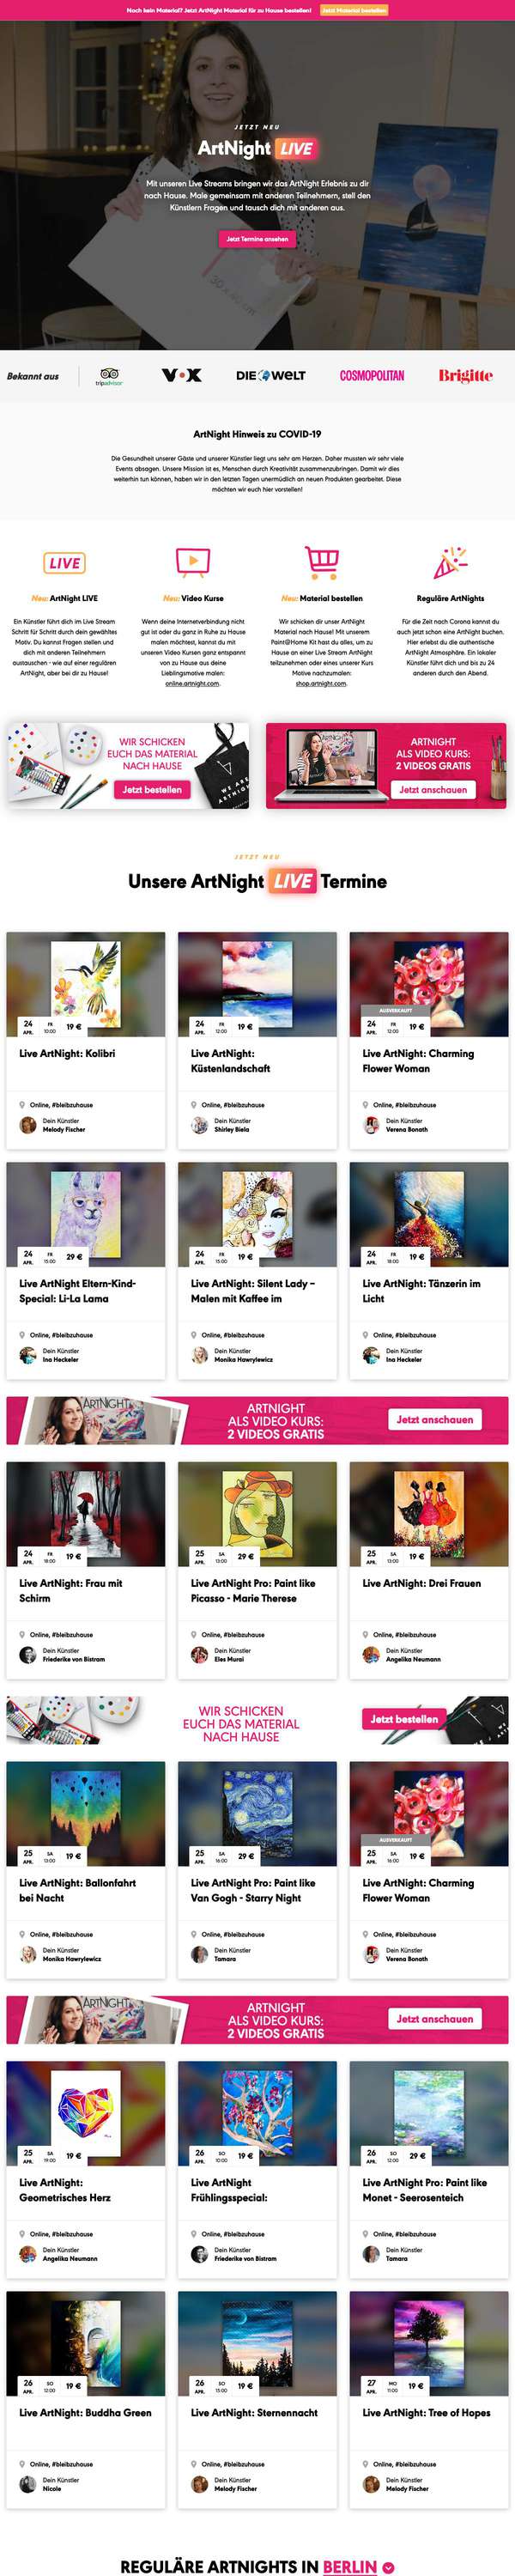 Noch kein Material? Jetzt ArtNight Material für zu Hause bestellen!
Jetzt Material bestellen
JETZT NEU
ArtNight LIVE
Mit unseren Live Streams bringen wir das ArtNight Erlebnis zu dir
nach Hause. Male gemeinsam mit anderen Teilnehmern, stell den
Künstlern Fragen und tausch dich mit anderen aus.
Jetzt Termine ansehen
Bekannt aus
tripadvisor
VOX
DIE WELT
COSMOPOLITAN
Brigitte
ArtNight Hinweis zu COVID-19
Die Gesundheit unserer Gäste und unserer Künstler liegt uns sehr am Herzen. Daher mussten wir sehr viele
Events absagen. Unsere Mission ist es, Menschen durch Kreativität zusammenzubringen. Damit wir dies
weiterhin tun können, haben wir in den letzten Tagen unermüdlich an neuen Produkten gearbeitet. Diese
möchten wir euch hier vorstellen!
LIVE
Neu: ArtNight LIVE
Ein Künstler führt dich im Live Stream
Schritt für Schritt durch dein gewähltes
Motiv. Du kannst Fragen stellen und
dich mit anderen Teilnehmern
austauschen - wie auf einer regulären
ArtNight, aber bei dir zu Hause!
Neu: Video Kurse
Wenn deine Internetverbindung nicht
gut ist oder du ganz in Ruhe zu Hause
malen möchtest, kannst du mit
unseren Video Kursen ganz entspannt
von zu Hause aus deine
Lieblingsmotive malen:
online.artnight.com.
Neu: Material bestellen
Wir schicken dir unser ArtNight
Material nach Hause! Mit unserem
Paint@Home Kit hast du alles, um zu
Hause an einer Live Stream ArtNight
teilzunehmen oder eines unserer Kurs
Motive nachzumalen:
shop.artnight.com.
Reguläre ArtNights
Für die Zeit nach Corona kannst du
auch jetzt schon eine ArtNight buchen.
Hier erlebst du die authentische
ArtNight Atmosphäre. Ein lokaler
Künstler führt dich und bis zu 24
anderen durch den Abend.
WIR SCHICKEN
EUCH DAS MATERIAL
NACH HAUSE
Jetzt bestellen
WE ARE
ARTNIGHT
ARTNIGHT
ALS VIDEO KURS:
2 VIDEOS GRATIS
Jetzt anschauen
JETZT NEU
Unsere ArtNight LIVE Termine
24 APR. FR 10:00 19 €
Live ArtNight: Kolibri
Online, #bleibzuhause
Dein Künstler
Melody Fischer
24 APR. FR 12:00 19 €
Live ArtNight:
Küstenlandschaft
Online, #bleibzuhause
Dein Künstler
Shirley Biela
AUSVERKAUFT
24 APR. FR 12:00 19 €
Live ArtNight: Charming
Flower Woman
Online, #bleibzuhause
Dein Künstler
Verena Bonath
24 APR. FR 15:00 29 €
Live ArtNight Eltern-Kind-
Special: Li-La Lama
Online, #bleibzuhause
Dein Künstler
Ina Heckeler
24 APR. FR 15:00 19 €
Live ArtNight: Silent Lady –
Malen mit Kaffee im
Online, #bleibzuhause
Dein Künstler
Monika Hawrylewicz
24 APR. FR 18:00 19 €
Live ArtNight: Tänzerin im
Licht
Online, #bleibzuhause
Dein Künstler
Ina Heckeler
ARTNIGHT
ARTNIGHT
ALS VIDEO KURS:
2 VIDEOS GRATIS
Jetzt anschauen
24 APR. FR 18:00 19 €
Live ArtNight: Frau mit
Schirm
Online, #bleibzuhause
Dein Künstler
Friederike von Bistram
25 APR. SA 13:00 29 €
Live ArtNight Pro: Paint like
Picasso - Marie Therese
Online, #bleibzuhause
Dein Künstler
Eles Murai
25 APR. SA 13:00 19 €
Live ArtNight: Drei Frauen
Online, #bleibzuhause
Dein Künstler
Angelika Neumann
WIR SCHICKEN
EUCH DAS MATERIAL
NACH HAUSE
Jetzt bestellen
25 APR. SA 13:00 19 €
Live ArtNight: Ballonfahrt
bei Nacht
Online, #bleibzuhause
Dein Künstler
Monika Hawrylewicz
25 APR. SA 16:00 29 €
Live ArtNight Pro: Paint like
Van Gogh - Starry Night
Online, #bleibzuhause
Dein Künstler
Tamara
AUSVERKAUFT
25 APR. SA 16:00 19 €
Live ArtNight: Charming
Flower Woman
Online, #bleibzuhause
Dein Künstler
Verena Bonath
ARTNIGHT
ARTNIGHT
ALS VIDEO KURS:
2 VIDEOS GRATIS
Jetzt anschauen
25 APR. SA 19:00 19 €
Live ArtNight:
Geometrisches Herz
Online, #bleibzuhause
Dein Künstler
Angelika Neumann
26 APR. SO 10:00 19 €
Live ArtNight
Frühlingsspecial:
Online, #bleibzuhause
Dein Künstler
Friederike von Bistram
26 APR. SO 12:00 29 €
Live ArtNight Pro: Paint like
Monet - Seerosenteich
Online, #bleibzuhause
Dein Künstler
Tamara
26 APR. SO 12:00 19 €
Live ArtNight: Buddha Green
Online, #bleibzuhause
Dein Künstler
Nicole
26 APR. SO 15:00 19 €
Live ArtNight: Sternennacht
Online, #bleibzuhause
Dein Künstler
Melody Fischer
27 APR. MO 11:00 19 €
Live ArtNight: Tree of Hopes
Online, #bleibzuhause
Dein Künstler
Melody Fischer
REGULÄRE ARTNIGHTS IN BERLIN